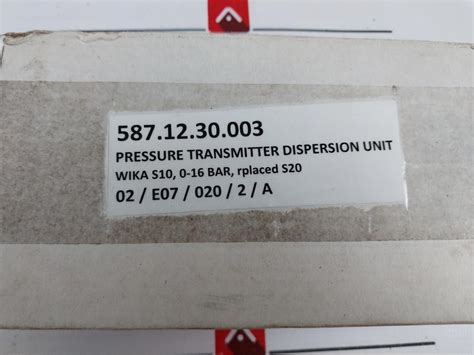 587.12.30.003
PRESSURE TRANSMITTER DISPERSION UNIT
WIKA S10, 0-16 BAR, rplaced S20
02 / E07 / 020 / 2 / A